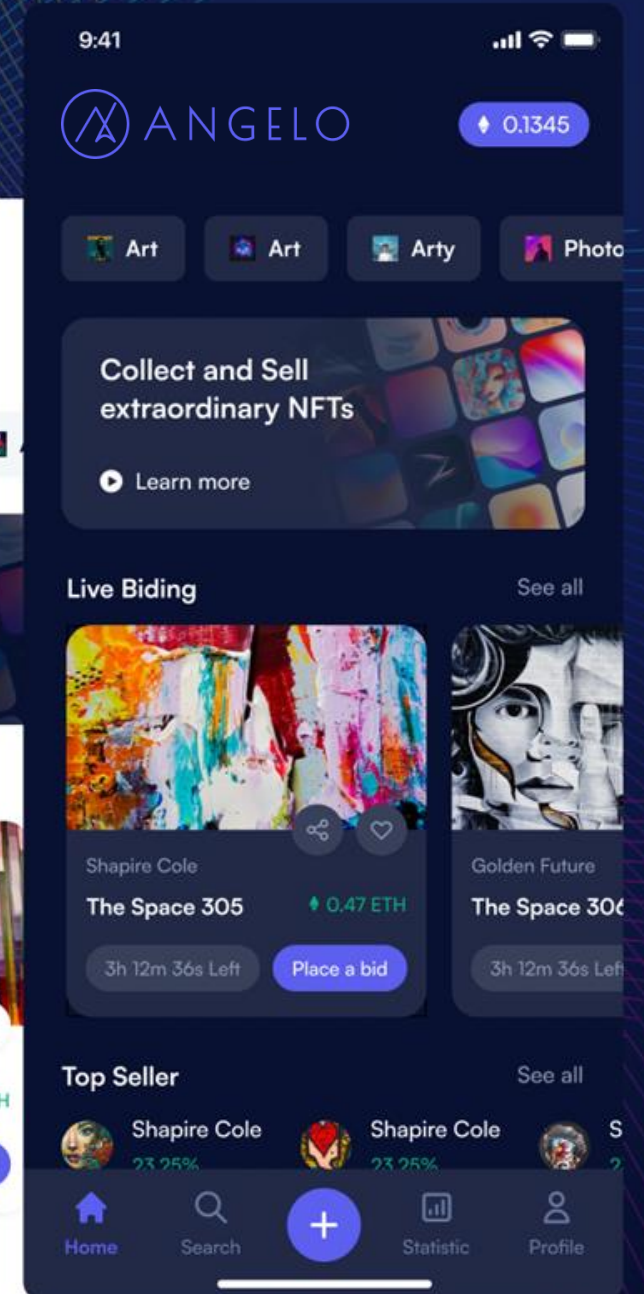 9:41
ANGELO
0.1345
Art
Art
Arty
Photo
Collect and Sell
extraordinary NFTs
Learn more
Live Biding
See all
Shapire Cole
The Space 305
0.47 ETH
3h 12m 36s Left
Place a bid
Golden Future
The Space 306
3h 12m 36s Left
Top Seller
See all
Shapire Cole
23.25%
Shapire Cole
23.25%
S
H
Home
Search
Statistic
Profile